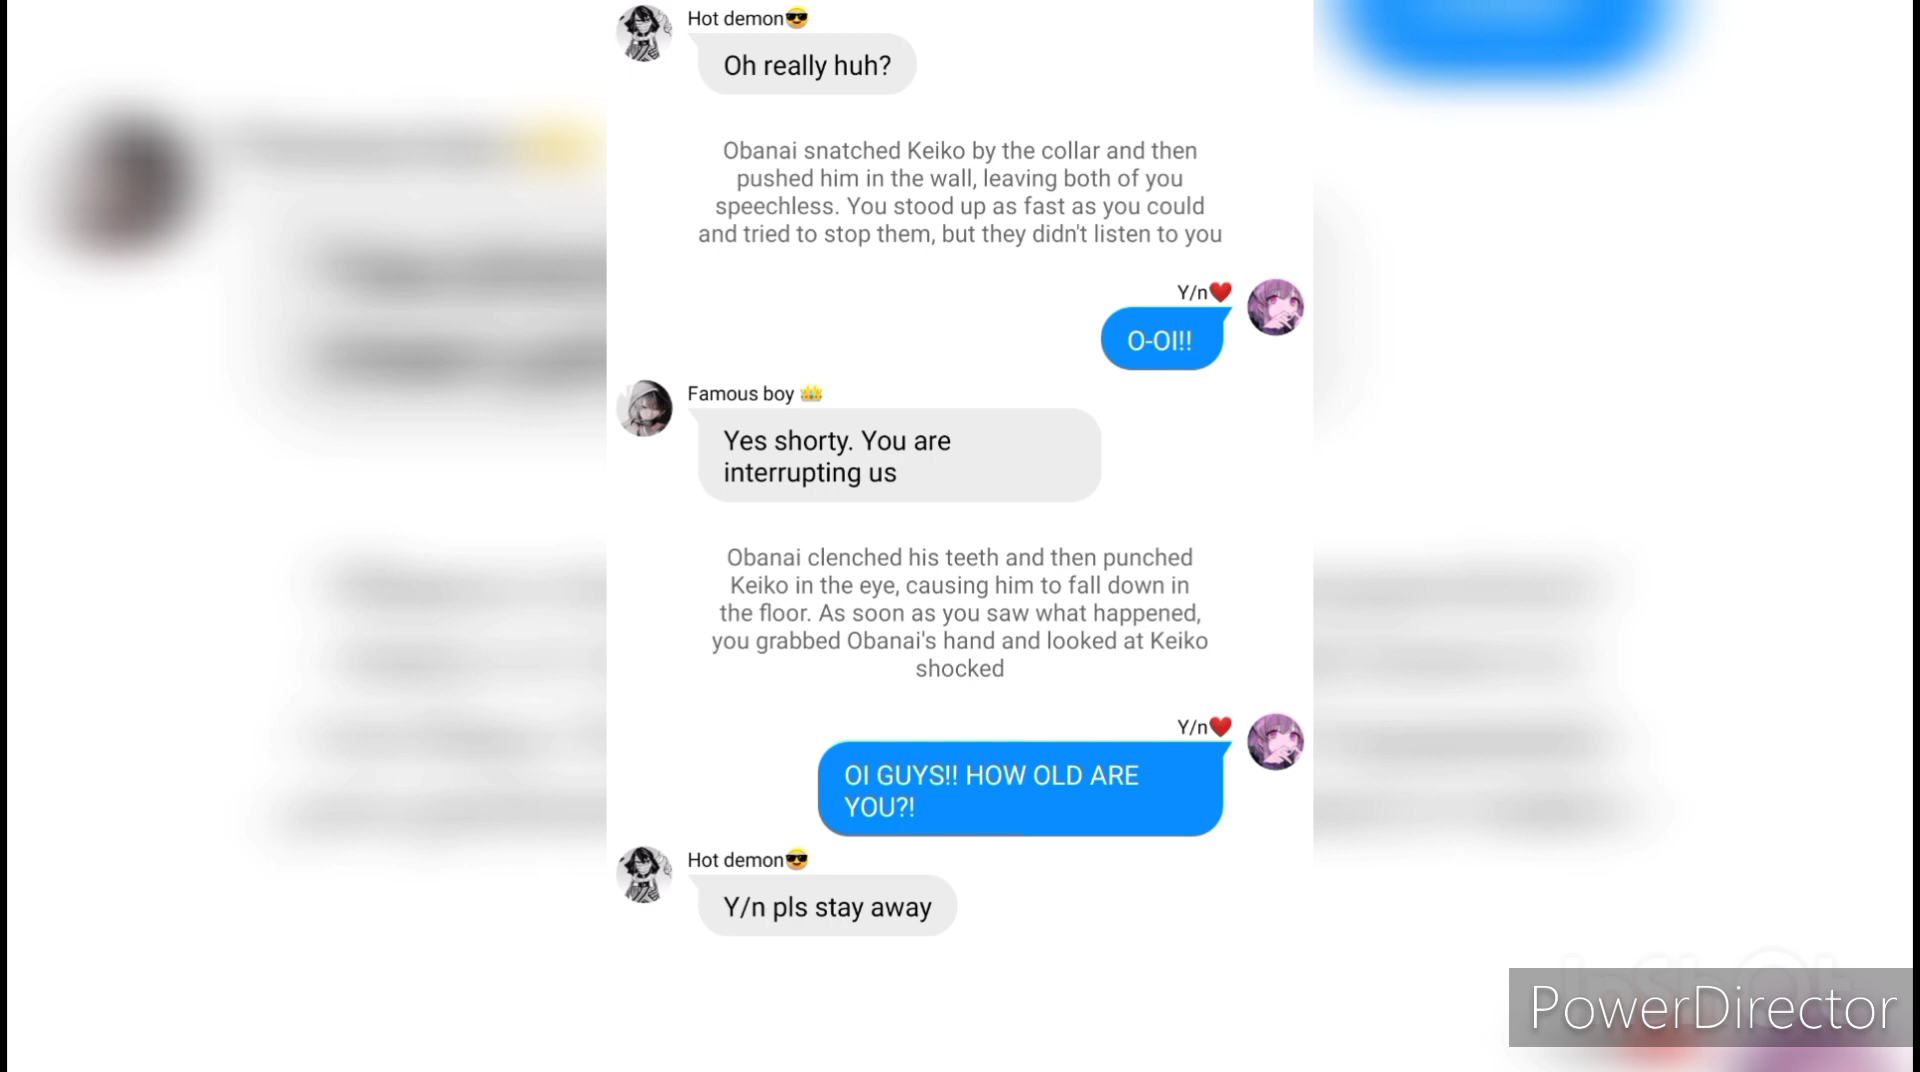 Hot demon😎
Oh really huh?
Obanai snatched Keiko by the collar and then
pushed him in the wall, leaving both of you
speechless. You stood up as fast as you could
and tried to stop them, but they didn't listen to you
Y/n❤️
O-OI!!
Famous boy 👑
Yes shorty. You are
interrupting us
Obanai clenched his teeth and then punched
Keiko in the eye, causing him to fall down in
the floor. As soon as you saw what happened,
you grabbed Obanai's hand and looked at Keiko
shocked
Y/n❤️
OI GUYS!! HOW OLD ARE
YOU?!
Hot demon😎
Y/n pls stay away
InShOt
PowerDirector